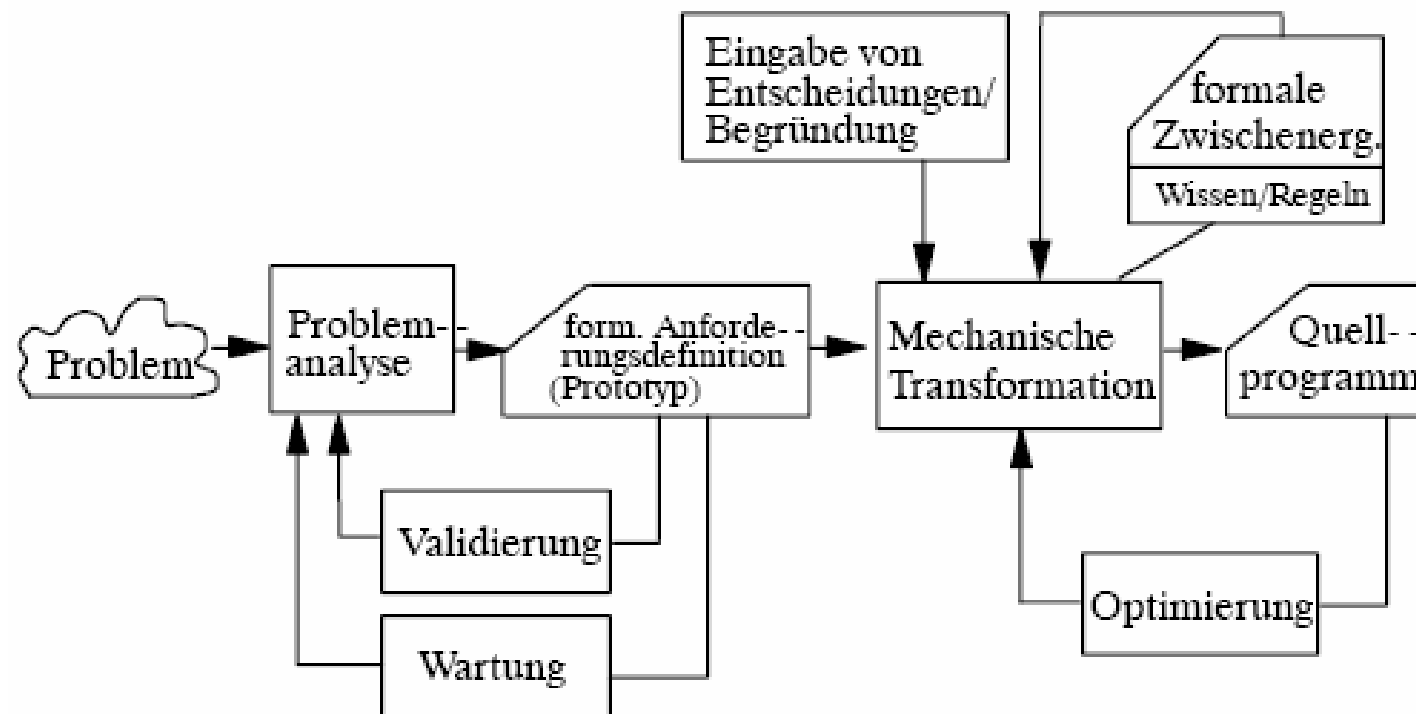 Eingabe von
Entscheidungen/
Begründung
formale
Zwischenerg.
Wissen/Regeln
Problem
Problem--
analyse
form. Anforde--
rungsdefinition
(Prototyp)
Mechanische
Transformation
Quell--
programm
Validierung
Optimierung
Wartung